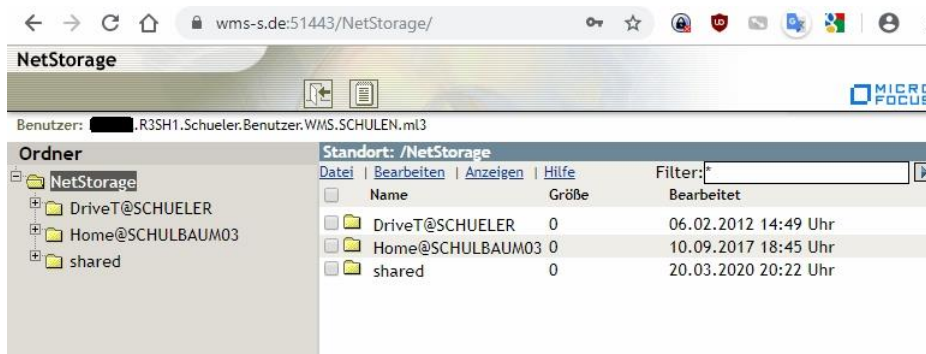 wms-s.de:51443/NetStorage/
NetStorage
MICRO
FOCUS
Benutzer: .R3SH1.Schueler.Benutzer.WMS.SCHULEN.ml3
Ordner
NetStorage
DriveT@SCHUELER
Home@SCHULBAUM03
shared
Standort: /NetStorage
Datei | Bearbeiten | Anzeigen | Hilfe Filter:*
Name Größe Bearbeitet
DriveT@SCHUELER 0 06.02.2012 14:49 Uhr
Home@SCHULBAUM03 0 10.09.2017 18:45 Uhr
shared 0 20.03.2020 20:22 Uhr